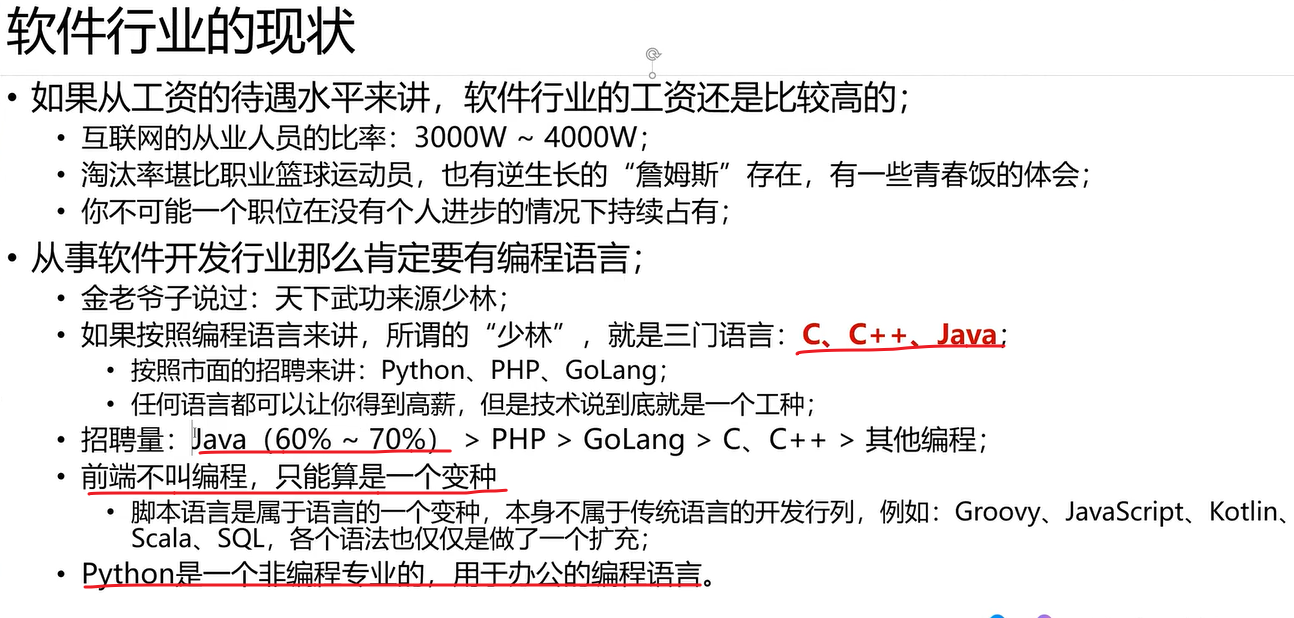 软件行业的现状
• 如果从工资的待遇水平来讲，软件行业的工资还是比较高的；
• 互联网的从业人员的比率：3000W ~ 4000W；
• 淘汰率堪比职业篮球运动员，也有逆生长的“詹姆斯”存在，有一些青春饭的体会；
• 你不可能一个职位在没有个人进步的情况下持续占有；
• 从事软件开发行业那么肯定要有编程语言；
• 金老爷子说过：天下武功来源少林；
• 如果按照编程语言来讲，所谓的“少林”，就是三门语言：C、C++、Java；
• 按照市面的招聘来讲：Python、PHP、GoLang；
• 任何语言都可以让你得到高薪，但是技术说到底就是一个工种；
• 招聘量：Java（60% ~ 70%） > PHP > GoLang > C、C++ > 其他编程；
• 前端不叫编程，只能算是一个变种
• 脚本语言是属于语言的一个变种，本身不属于传统语言的开发行列，例如：Groovy、JavaScript、Kotlin、
Scala、SQL，各个语法也仅仅是做了一个扩充；
• Python是一个非编程专业的，用于办公的编程语言。